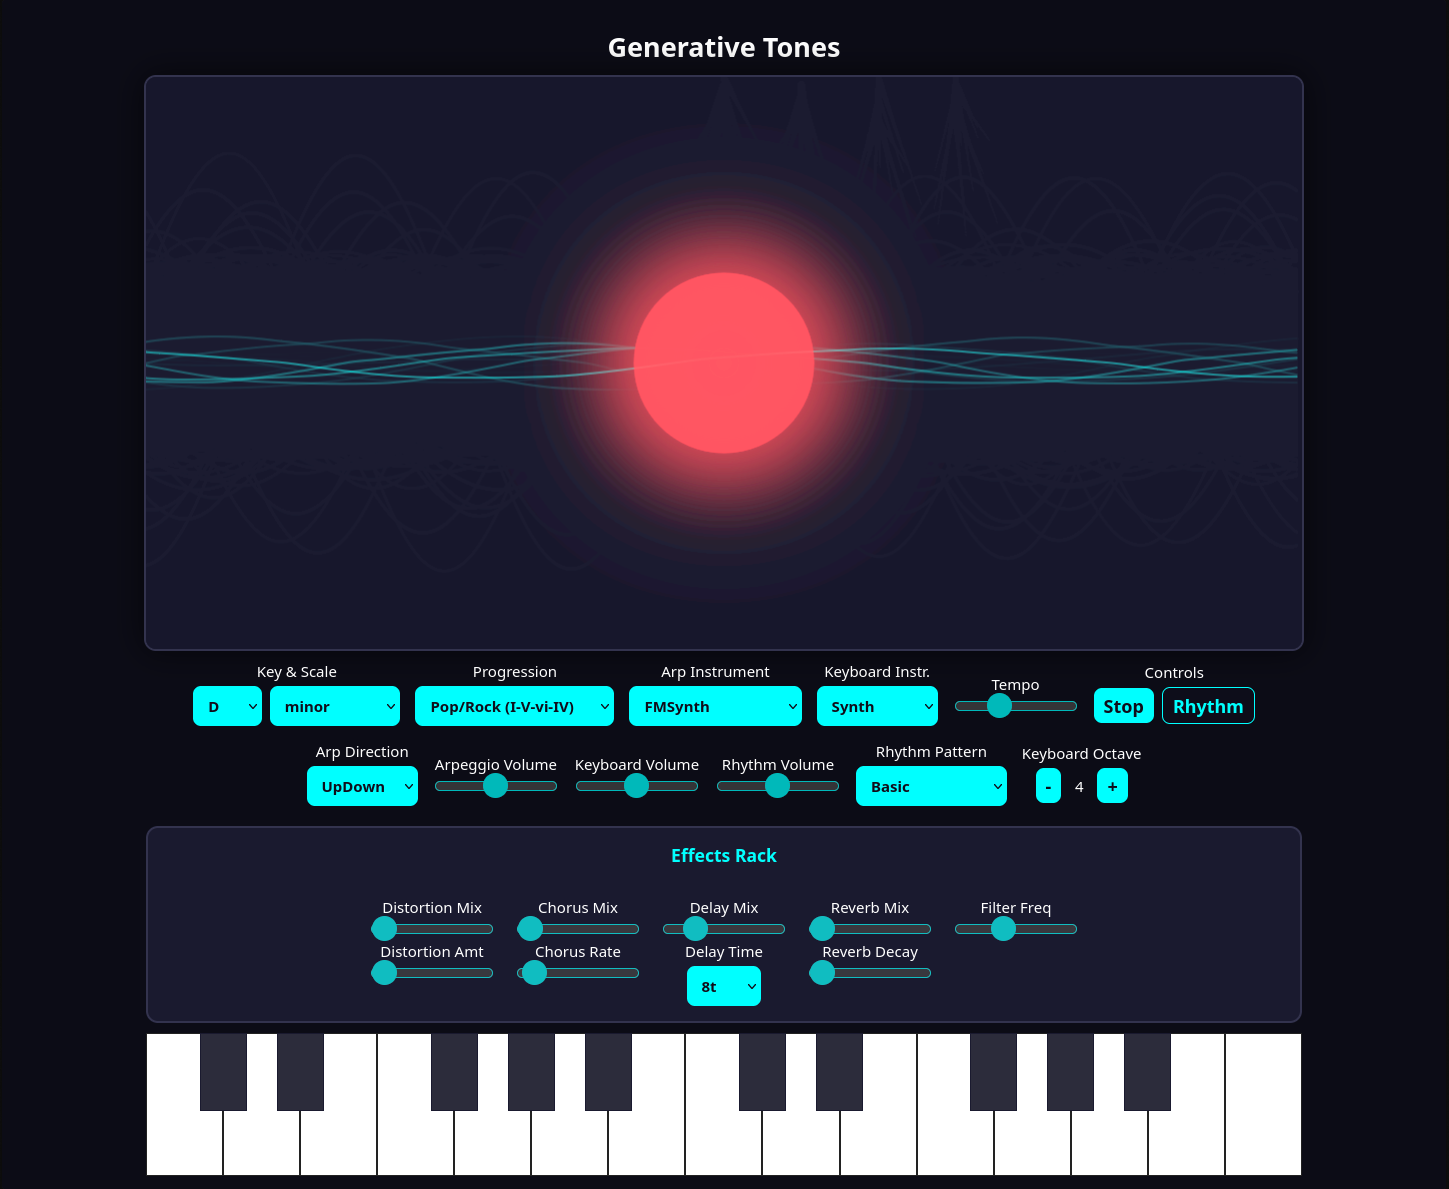 Generative Tones
Key & Scale Progression Arp Instrument Keyboard Instr. Tempo Controls
D minor Pop/Rock (I-V-vi-IV) FMSynth Synth Stop Rhythm
Arp Direction Arpeggio Volume Keyboard Volume Rhythm Volume Rhythm Pattern Keyboard Octave
UpDown Basic - 4 +
Effects Rack
Distortion Mix Chorus Mix Delay Mix Reverb Mix Filter Freq
Distortion Amt Chorus Rate Delay Time Reverb Decay
8t